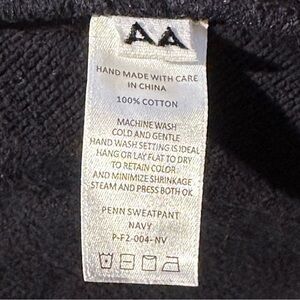 AA
HAND MADE WITH CARE
IN CHINA
100% COTTON
MACHINE WASH
COLD AND GENTLE
HAND WASH SETTING IS IDEAL
HANG OR LAY FLAT TO DRY
TO RETAIN COLOR
AND MINIMIZE SHRINKAGE
STEAM AND PRESS BOTH OK
PENN SWEATPANT
NAVY
P-F2-004-NV